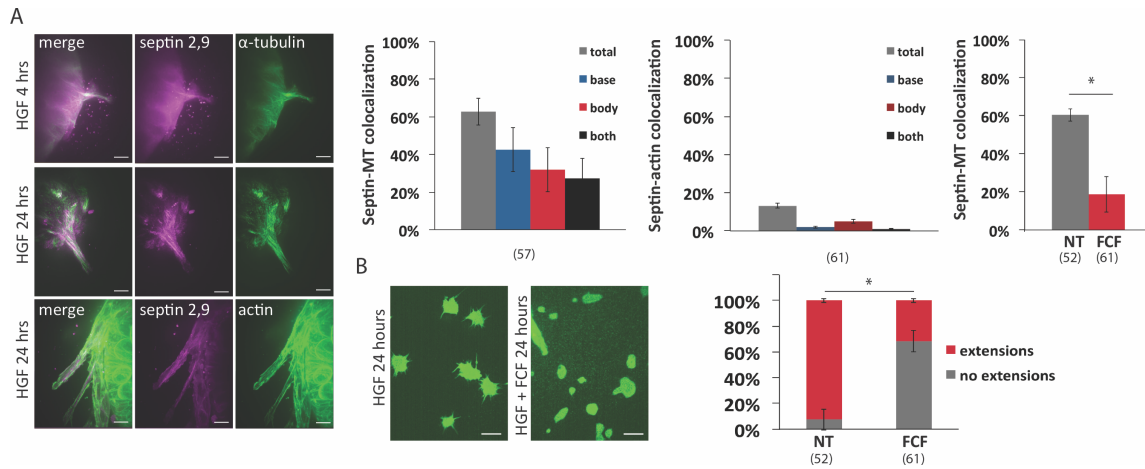 A
merge
septin 2,9
α-tubulin
HGF 4 hrs
HGF 24 hrs
merge
septin 2,9
actin
HGF 24 hrs
Septin-MT colocalization
100%
80%
60%
40%
20%
0%
total
base
body
both
(57)
Septin-actin colocalization
100%
80%
60%
40%
20%
0%
total
base
body
both
(61)
Septin-MT colocalization
100%
80%
60%
40%
20%
0%
*
NT
FCF
(52)
(61)
B
HGF 24 hours
HGF + FCF 24 hours
100%
80%
60%
40%
20%
0%
*
NT
FCF
(52)
(61)
extensions
no extensions